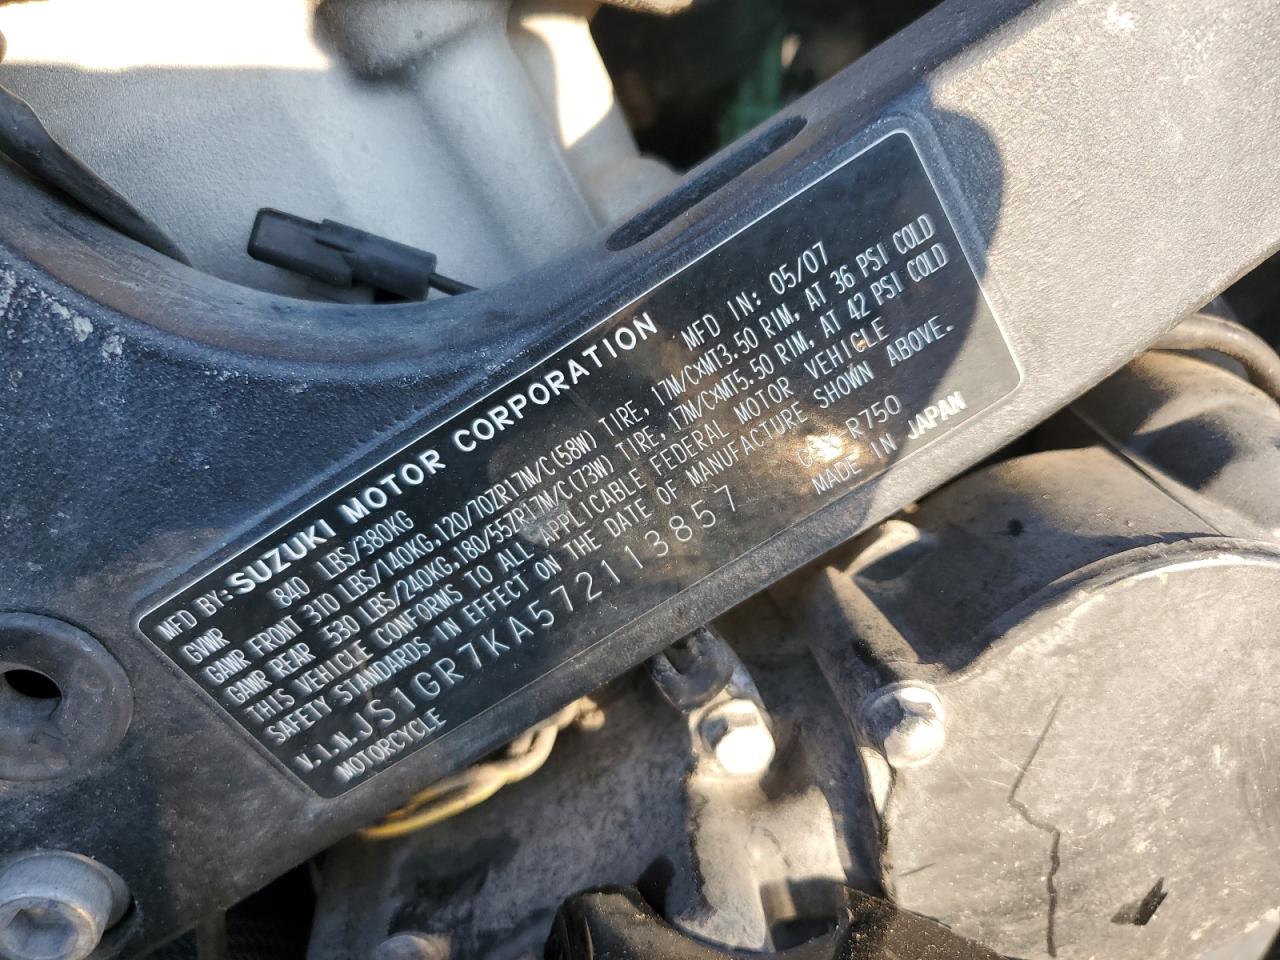 MFD BY: SUZUKI MOTOR CORPORATION MFD IN: 05/07
GVWR 840 LBS/380KG
GAWR FRONT 310 LBS/140KG, 120/70ZR17M/C(58W) TIRE, 17M/CxMT3.50 RIM, AT 36 PSI COLD
GAWR REAR 530 LBS/240KG, 180/55ZR17M/C(73W) TIRE, 17M/CxMT5.50 RIM, AT 42 PSI COLD
THIS VEHICLE CONFORMS TO ALL APPLICABLE FEDERAL MOTOR VEHICLE
SAFETY STANDARDS IN EFFECT ON THE DATE OF MANUFACTURE SHOWN ABOVE.
V.I.N. JS1GR7KA572113857 R750
MOTORCYCLE MADE IN JAPAN